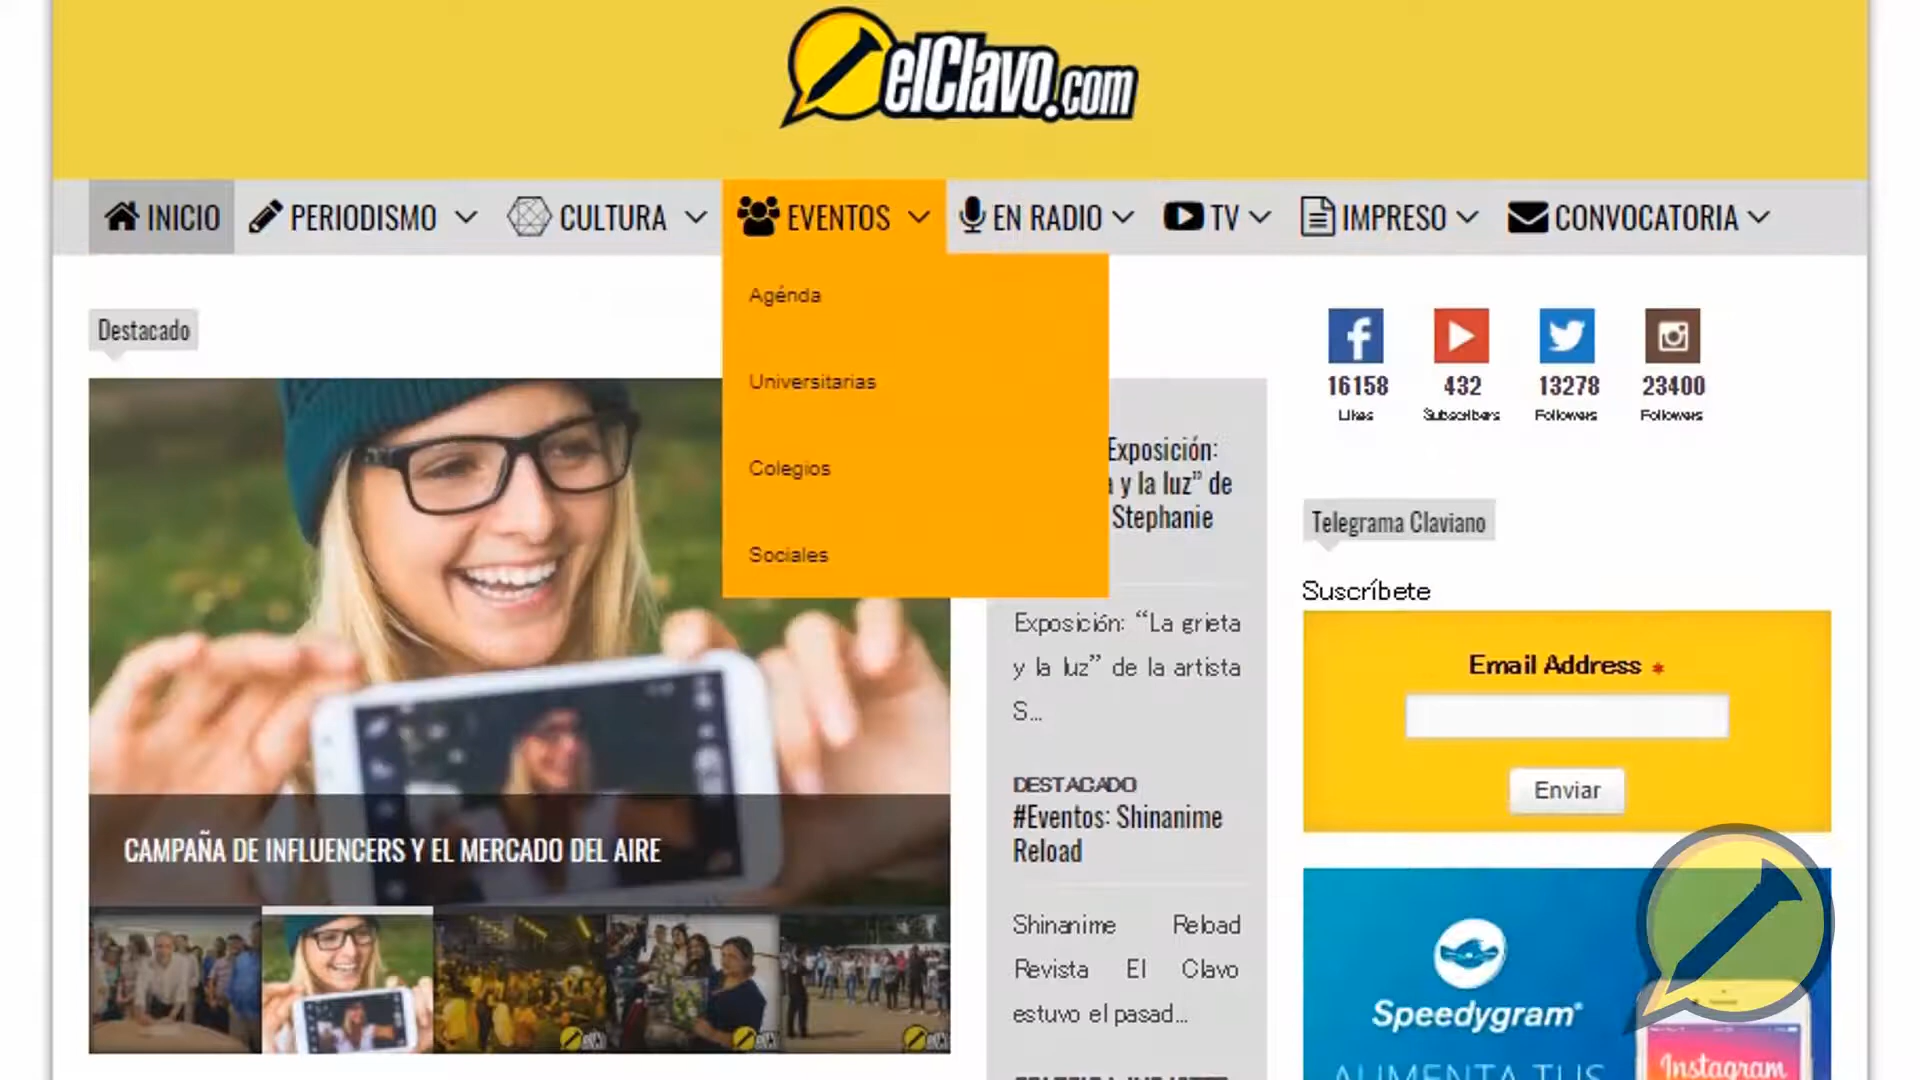 elClavo.com
INICIO PERIODISMO CULTURA EVENTOS EN RADIO TV IMPRESO CONVOCATORIA
Agénda
Universitarias
Colegios
Sociales
Destacado
CAMPAÑA DE INFLUENCERS Y EL MERCADO DEL AIRE
Exposición:
y la luz” de
Stephanie
Exposición: “La grieta
y la luz” de la artista
S...
DESTACADO
#Eventos: Shinanime
Reload
Shinanime Reload
Revista El Clavo
estuvo el pasad...
16158 432 13278 23400
Likes Subscribers Followers Followers
Telegrama Claviano
Suscríbete
Email Address *
Enviar
Speedygram®
AUMENTA TUS
Instagram